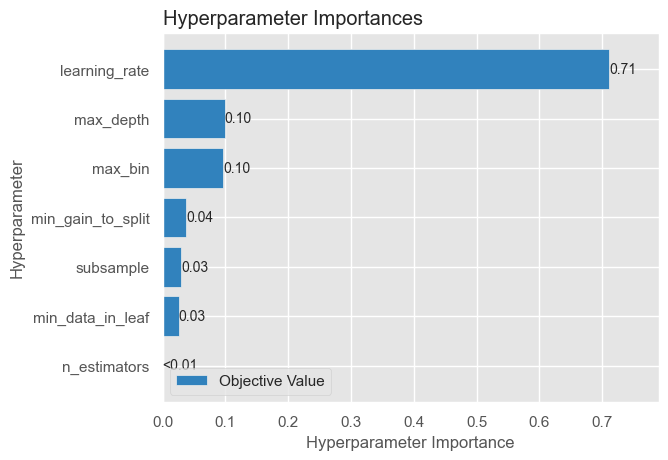 Hyperparameter Importances
learning_rate
0.71
max_depth
0.10
max_bin
0.10
min_gain_to_split
0.04
subsample
0.03
min_data_in_leaf
0.03
n_estimators
<0.01
Objective Value
Hyperparameter
0.0 0.1 0.2 0.3 0.4 0.5 0.6 0.7
Hyperparameter Importance